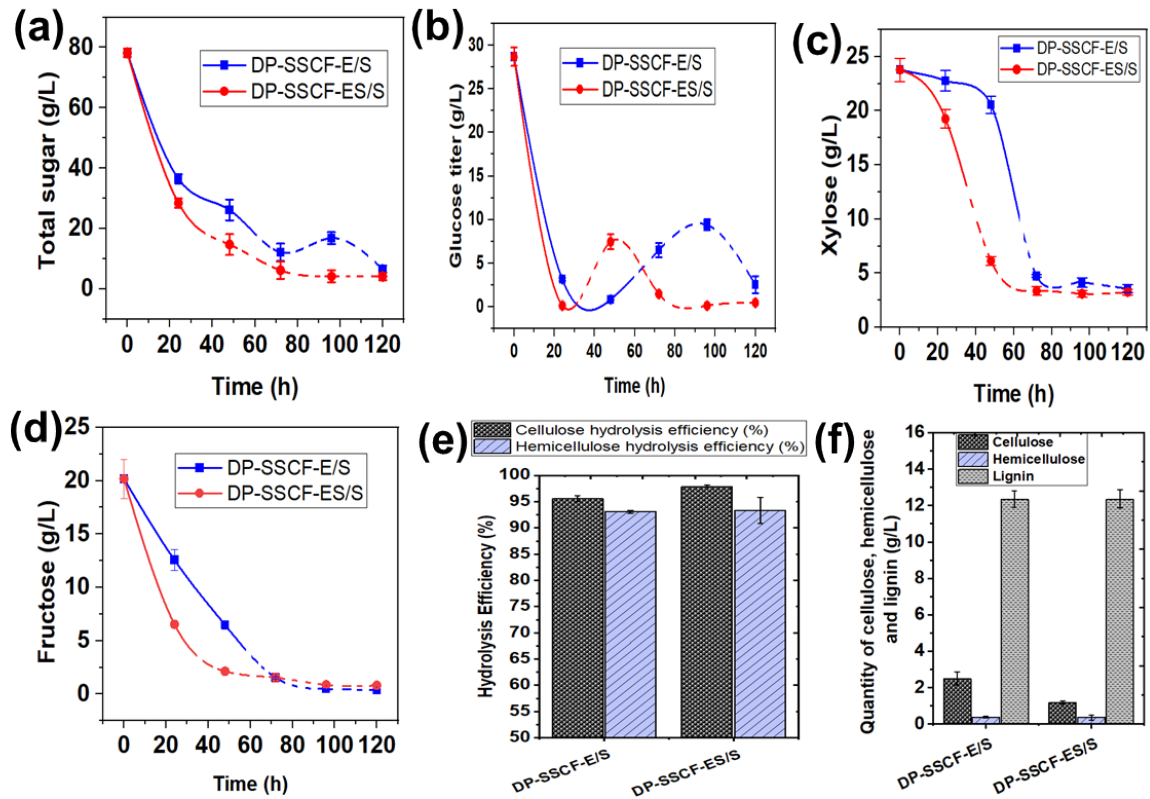 (a)
Total sugar (g/L)
80
60
40
20
0
DP-SSCF-E/S
DP-SSCF-ES/S
0 20 40 60 80 100 120
Time (h)
(b)
Glucose titer (g/L)
30
25
20
15
10
5
0
DP-SSCF-E/S
DP-SSCF-ES/S
0 20 40 60 80 100 120
Time (h)
(c)
Xylose (g/L)
25
20
15
10
5
0
DP-SSCF-E/S
DP-SSCF-ES/S
0 20 40 60 80 100 120
Time (h)
(d)
Fructose (g/L)
25
20
15
10
5
0
DP-SSCF-E/S
DP-SSCF-ES/S
0 20 40 60 80 100 120
Time (h)
(e)
Cellulose hydrolysis efficiency (%)
Hemicellulose hydrolysis efficiency (%)
Hydrolysis Efficiency (%)
100
95
90
85
80
75
70
65
60
55
50
DP-SSCF-E/S
DP-SSCF-ES/S
(f)
Quantity of cellulose, hemicellulose
and lignin (g/L)
16
14
12
10
8
6
4
2
0
Cellulose
Hemicellulose
Lignin
DP-SSCF-E/S
DP-SSCF-ES/S